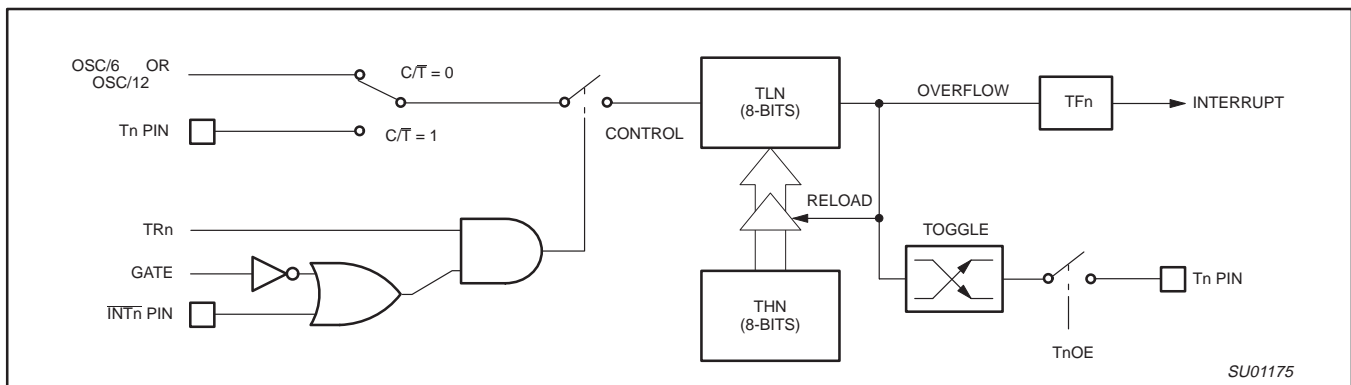 OSC/6 OR
OSC/12
C/T̅ = 0
Tn PIN
C/T̅ = 1
CONTROL
TLN
(8-BITS)
OVERFLOW
TFn
INTERRUPT
RELOAD
TRn
GATE
I̅N̅T̅n̅ PIN
THN
(8-BITS)
TOGGLE
Tn PIN
TnOE
SU01175